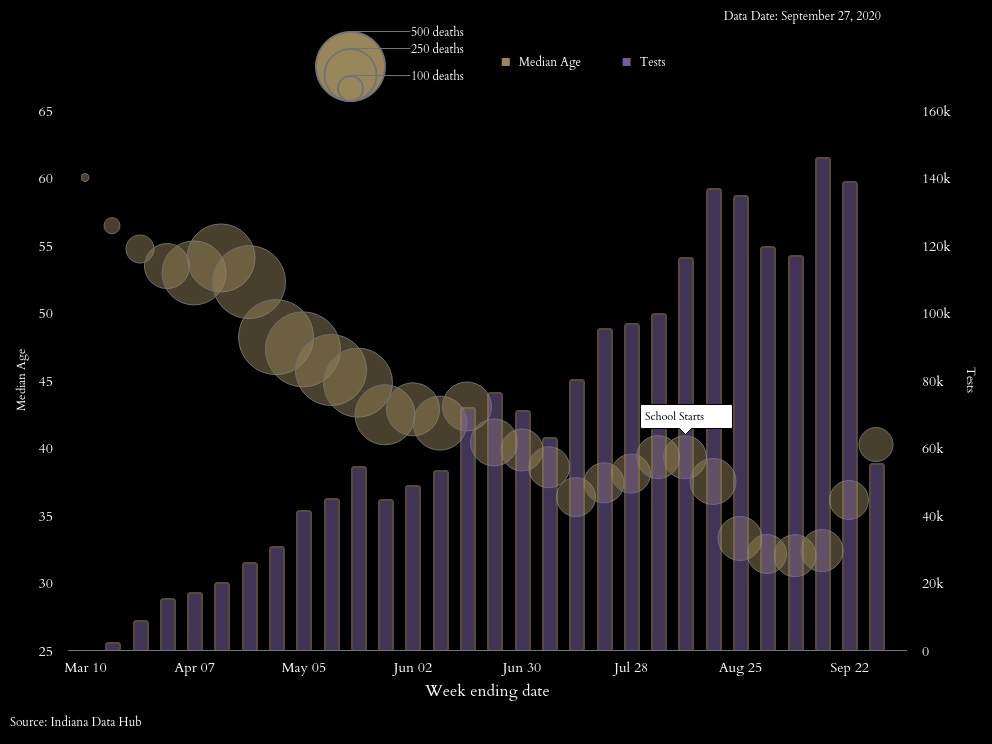 Data Date: September 27, 2020
500 deaths
250 deaths
100 deaths
Median Age
Tests
65
60
55
50
45
40
35
30
25
Median Age
160k
140k
120k
100k
80k
60k
40k
20k
0
Tests
School Starts
Mar 10 Apr 07 May 05 Jun 02 Jun 30 Jul 28 Aug 25 Sep 22
Week ending date
Source: Indiana Data Hub